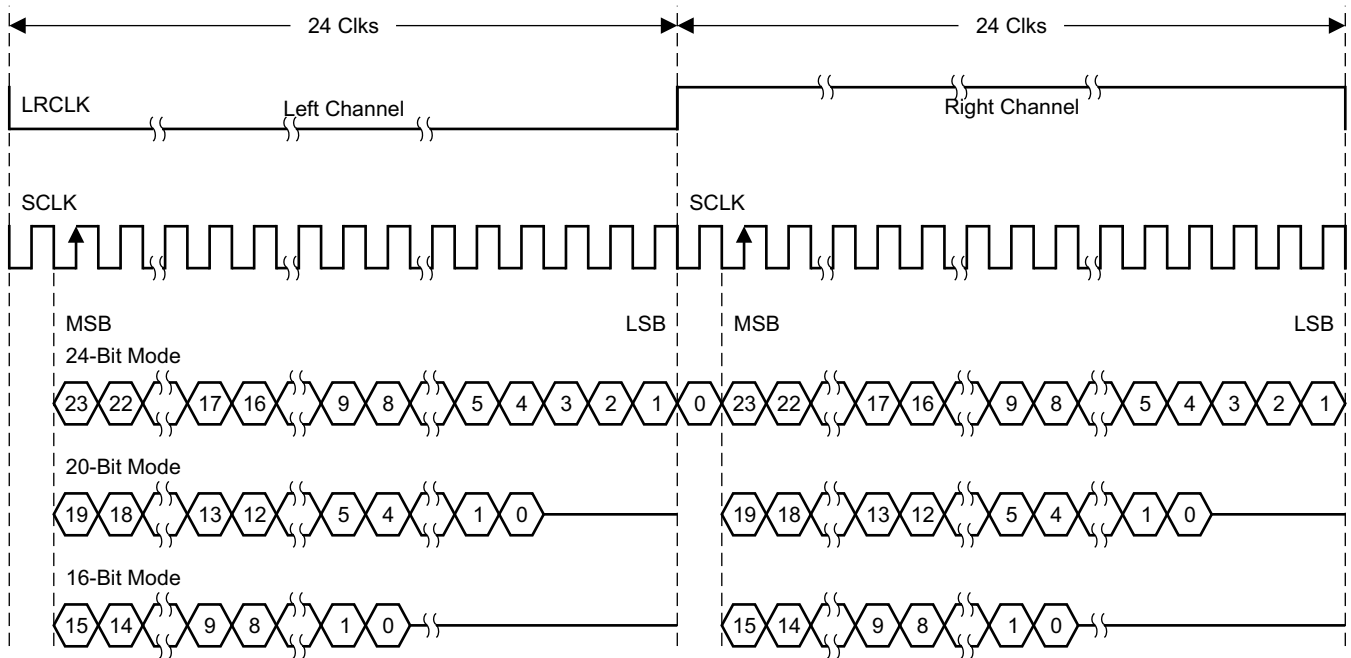 24 Clks 24 Clks
LRCLK Left Channel Right Channel
SCLK SCLK
MSB LSB MSB LSB
24-Bit Mode
23 22 17 16 9 8 5 4 3 2 1 0 23 22 17 16 9 8 5 4 3 2 1
20-Bit Mode
19 18 13 12 5 4 1 0 19 18 13 12 5 4 1 0
16-Bit Mode
15 14 9 8 1 0 15 14 9 8 1 0